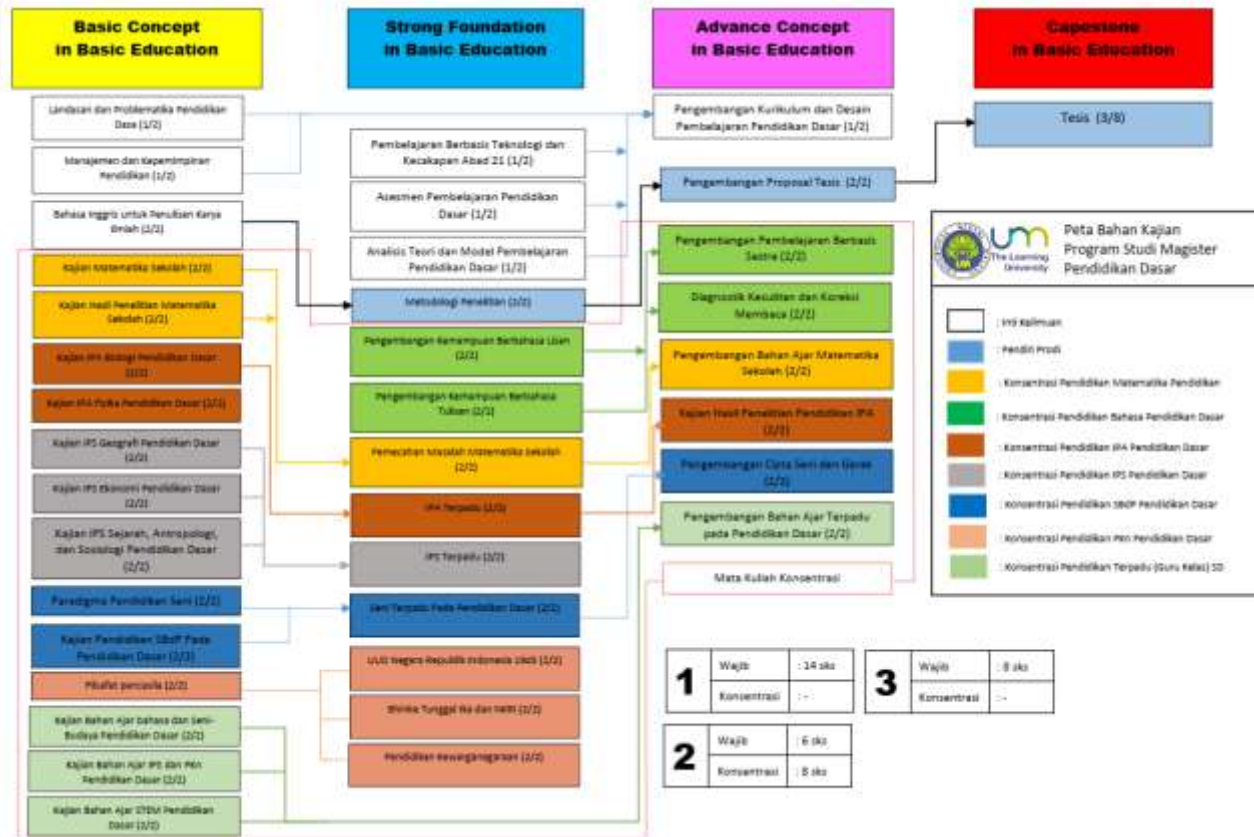 Basic Concept
in Basic Education
Strong Foundation
in Basic Education
Advance Concept
in Basic Education
Capostone
in Basic Education
Landasan dan Problematika Pendidikan
Dasa (1/2)
Manajemen dan Kepemimpinan
Pendidikan (1/2)
Bahasa Inggris untuk Penulisan Karya
Ilmiah (2/2)
Kajian Matematika Sekolah (2/2)
Kajian Hasil Penelitian Matematika
Sekolah (2/2)
Kajian IPA Biologi Pendidikan Dasar
(2/2)
Kajian IPA Fisika Pendidikan Dasar (2/2)
Kajian IPS Geografi Pendidikan Dasar
(2/2)
Kajian IPS Ekonomi Pendidikan Dasar
(2/2)
Kajian IPS Sejarah, Antropologi,
dan Sosiologi Pendidikan Dasar
(2/2)
Paradigma Pendidikan Seni (2/2)
Kajian Pendidikan SBdP Pada
Pendidikan Dasar (2/2)
pancasila (2/2)
Kajian Bahan Ajar bahasa dan Seni-
Budaya Pendidikan Dasar (2/2)
Kajian Bahan Ajar IPS dan PKn
Pendidikan Dasar (2/2)
Kajian Bahan Ajar STEM Pendidikan
Dasar (2/2)
Pembelajaran Berbasis Teknologi dan
Kecakapan Abad 21 (1/2)
Asesmen Pembelajaran Pendidikan
Dasar (1/2)
Analisis Teori dan Model Pembelajaran
Pendidikan Dasar (1/2)
Metodologi Penelitian (2/2)
Pengembangan Kemampuan Berbahasa Lisan
(2/2)
Pengembangan Kemampuan Berbahasa
Tulisan (2/2)
Pemecahan Masalah Matematika Sekolah
(2/2)
IPA Terpadu (2/2)
IPS Terpadu (2/2)
Seni Terpadu Pada Pendidikan Dasar (2/2)
UUD Negara Republik Indonesia (2/2)
Bhinka Tunggal Ika dan NKRI (2/2)
Pendidikan Kewarganegaraan (2/2)
Pengembangan Kurikulum dan Desain
Pembelajaran Pendidikan Dasar (1/2)
Pengembangan Proposal Tesis (2/2)
Pengembangan Pembelajaran Berbasis
Sastra (2/2)
Diagnostik Kesulitan dan Koreksi
Membaca (2/2)
Pengembangan Bahan Ajar Matematika
Sekolah (2/2)
Kajian Hasil Penelitian Pendidikan IPA
(2/2)
Pengembangan Cipta Seni dan Gerak
(2/2)
Pengembangan Bahan Ajar Terpadu
pada Pendidikan Dasar (2/2)
Mata Kuliah Konsentrasi
Tesis (3/8)
UM
The Learning
University
Peta Bahan Kajian
Program Studi Magister
Pendidikan Dasar
: Inti Keilmuan
: Penciri Prodi
: Konsentrasi Pendidikan Matematika Pendidikan
: Konsentrasi Pendidikan Bahasa Pendidikan Dasar
: Konsentrasi Pendidikan IPA Pendidikan Dasar
: Konsentrasi Pendidikan IPS Pendidikan Dasar
: Konsentrasi Pendidikan SBdP Pendidikan Dasar
: Konsentrasi Pendidikan PKn Pendidikan Dasar
: Konsentrasi Pendidikan Terpadu (Guru Kelas) SD
1
Wajib : 14 sks
Konsentrasi : -
3
Wajib : 8 sks
Konsentrasi : -
2
Wajib : 6 sks
Konsentrasi : 8 sks